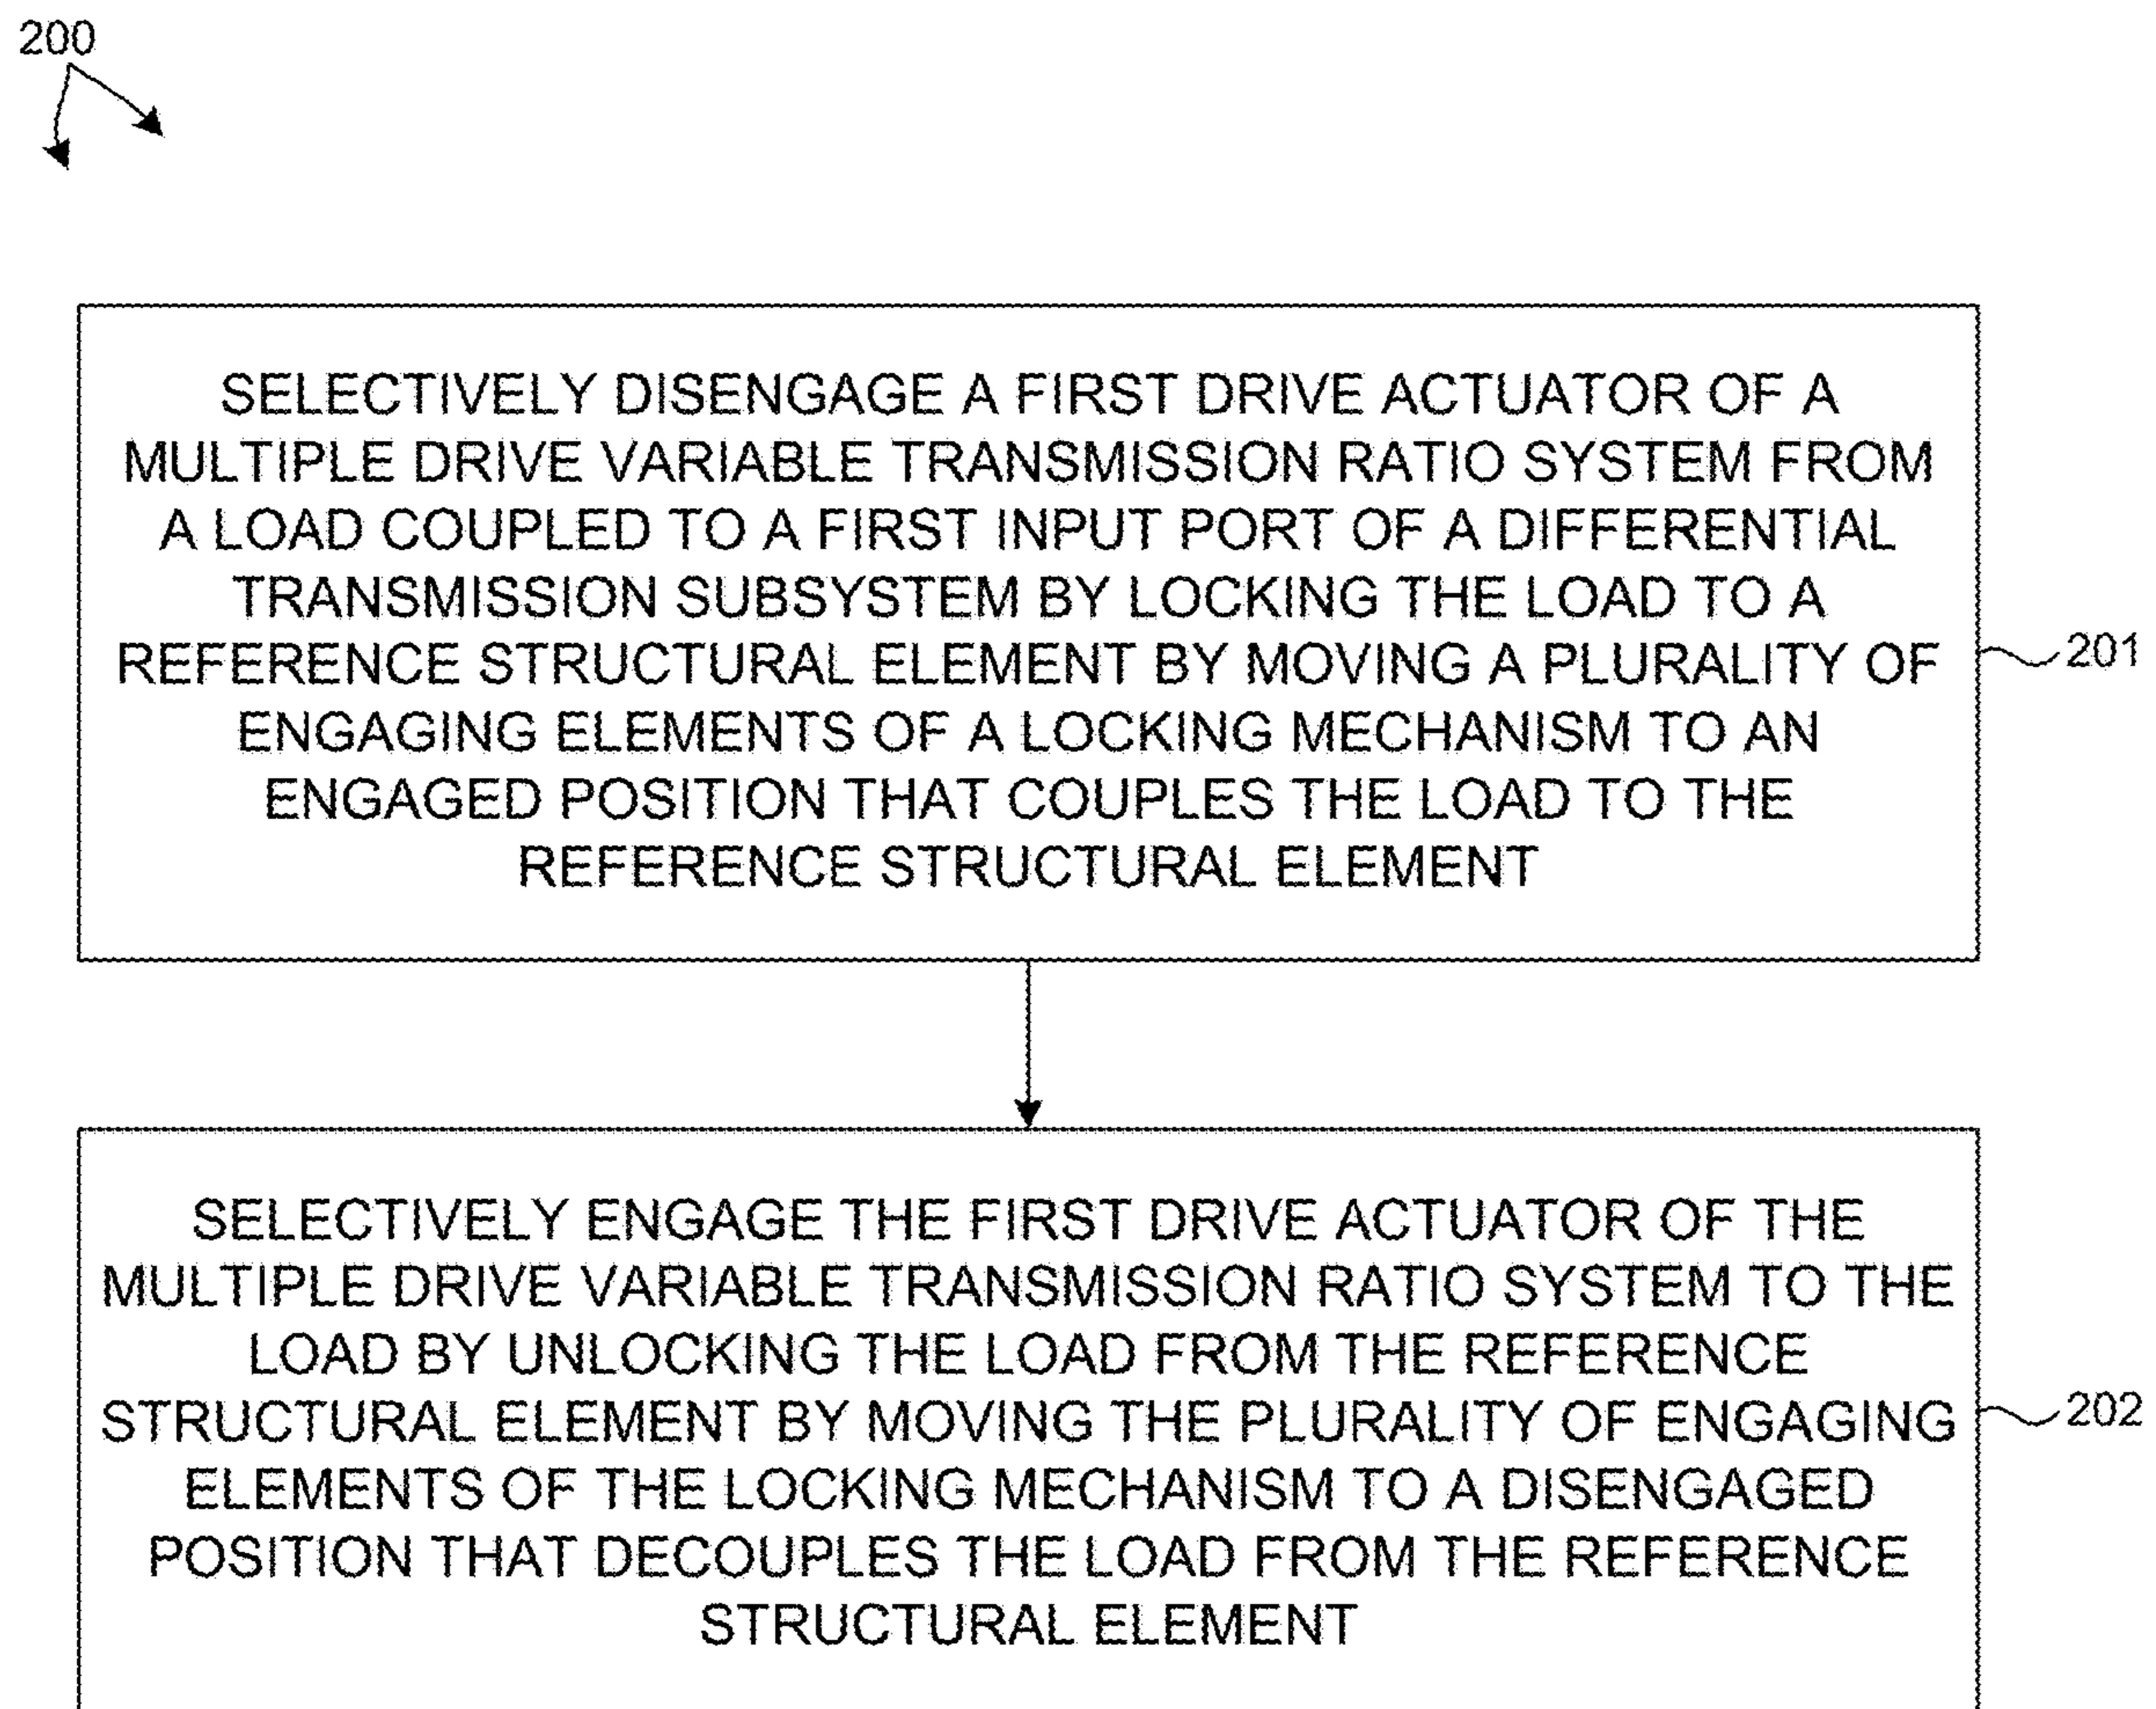 200
SELECTIVELY DISENGAGE A FIRST DRIVE ACTUATOR OF A
MULTIPLE DRIVE VARIABLE TRANSMISSION RATIO SYSTEM FROM
A LOAD COUPLED TO A FIRST INPUT PORT OF A DIFFERENTIAL
TRANSMISSION SUBSYSTEM BY LOCKING THE LOAD TO A
REFERENCE STRUCTURAL ELEMENT BY MOVING A PLURALITY OF
ENGAGING ELEMENTS OF A LOCKING MECHANISM TO AN
ENGAGED POSITION THAT COUPLES THE LOAD TO THE
REFERENCE STRUCTURAL ELEMENT
201
SELECTIVELY ENGAGE THE FIRST DRIVE ACTUATOR OF THE
MULTIPLE DRIVE VARIABLE TRANSMISSION RATIO SYSTEM TO THE
LOAD BY UNLOCKING THE LOAD FROM THE REFERENCE
STRUCTURAL ELEMENT BY MOVING THE PLURALITY OF ENGAGING
ELEMENTS OF THE LOCKING MECHANISM TO A DISENGAGED
POSITION THAT DECOUPLES THE LOAD FROM THE REFERENCE
STRUCTURAL ELEMENT
202